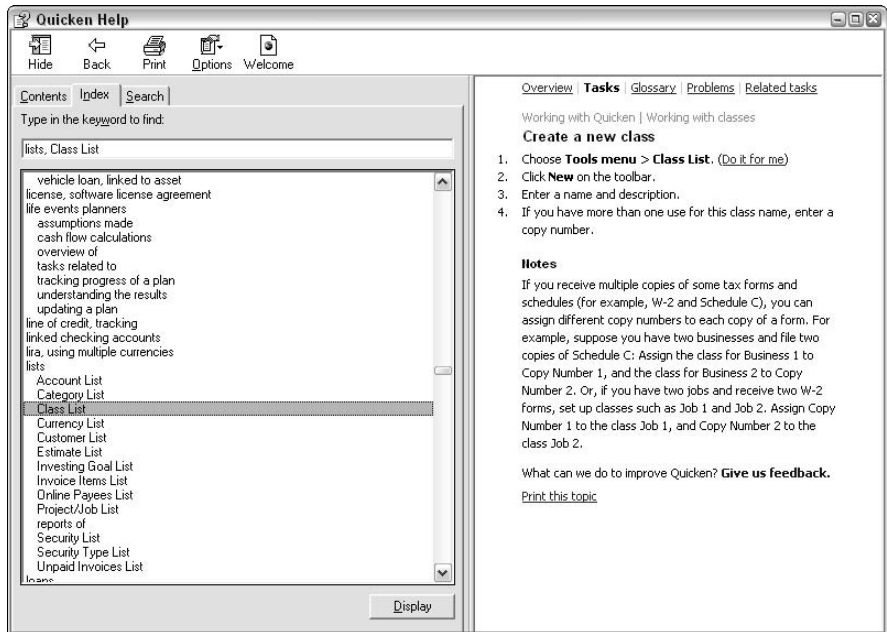 Quicken Help
Hide Back Print Options Welcome
Contents Index Search
Type in the keyword to find:
lists, Class List
vehicle loan, linked to asset
license, software license agreement
life events planners
assumptions made
cash flow calculations
overview of
tasks related to
tracking progress of a plan
understanding the results
updating a plan
line of credit, tracking
linked checking accounts
lira, using multiple currencies
lists
Account List
Category List
Class List
Currency List
Customer List
Estimate List
Investing Goal List
Invoice Items List
Online Payees List
Project/Job List
reports of
Security List
Security Type List
Unpaid Invoices List
loans
Display
Overview | Tasks | Glossary | Problems | Related tasks
Working with Quicken | Working with classes
Create a new class
1. Choose Tools menu > Class List. (Do it for me)
2. Click New on the toolbar.
3. Enter a name and description.
4. If you have more than one use for this class name, enter a
copy number.
Notes
If you receive multiple copies of some tax forms and
schedules (for example, W-2 and Schedule C), you can
assign different copy numbers to each copy of a form. For
example, suppose you have two businesses and file two
copies of Schedule C: Assign the class for Business 1 to
Copy Number 1, and the class for Business 2 to Copy
Number 2. Or, if you have two jobs and receive two W-2
forms, set up classes such as Job 1 and Job 2. Assign Copy
Number 1 to the class Job 1, and Copy Number 2 to the
class Job 2.
What can we do to improve Quicken? Give us feedback.
Print this topic